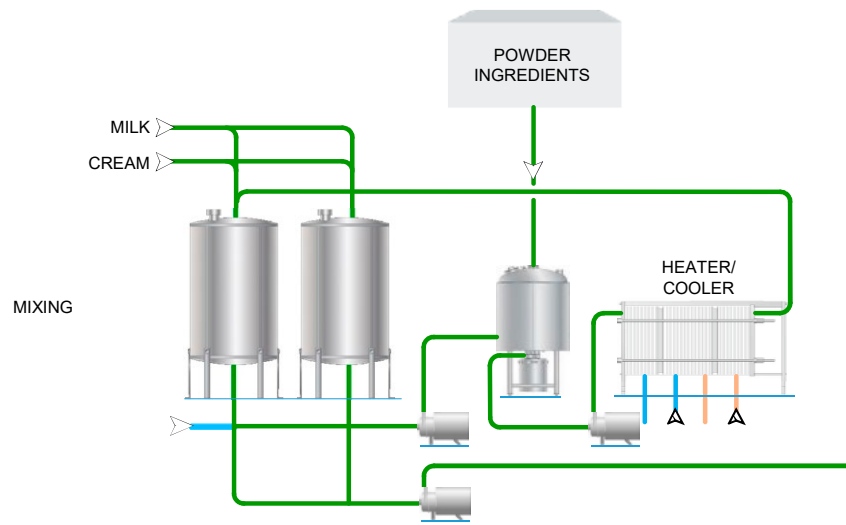 POWDER
INGREDIENTS
MILK
CREAM
HEATER/
COOLER
MIXING